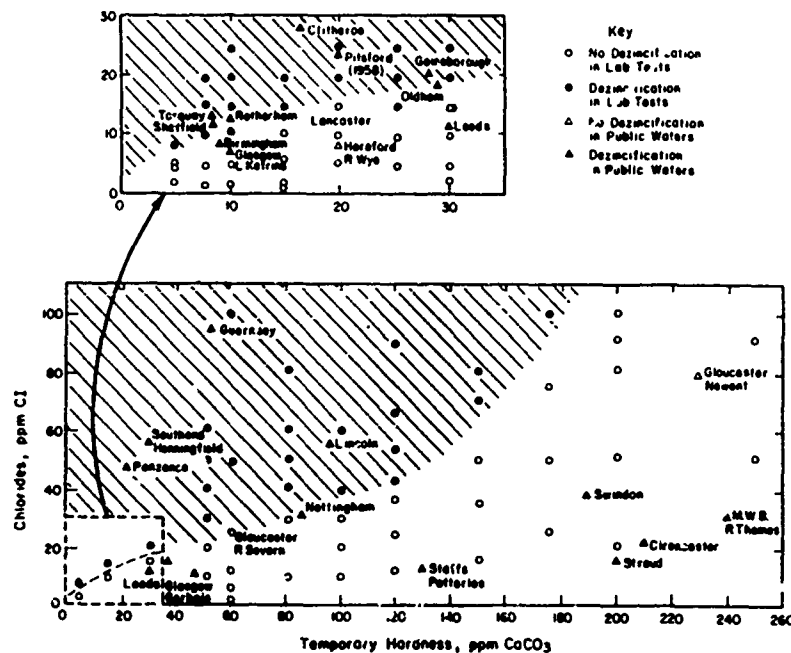 30
20
10
0
0
10
20
30
Clitheroe
Pitsford
(1958)
Gainsborough
Oldham
Torquay
Sheffield
Rotherham
Lancaster
Leeds
Birmingham
Glasgow
L Katrine
Hereford
R Wye
Key
No Dezincification
in Lab Tests
Dezincification
in Lab Tests
No Dezincification
in Public Waters
Dezincification
in Public Waters
Chlorides, ppm Cl
100
80
60
40
20
0
Guernsey
Southend
Hanningfield
Penzance
Lincoln
Nottingham
Gloucester
R Severn
Leeds
Glasgow
Staffs
Potteries
Gloucester
Newent
Swindon
M.W.B.
R Thames
Cirencester
Stroud
0 20 40 60 80 100 120 140 160 180 200 220 240 260
Temporary Hardness, ppm CaCO3